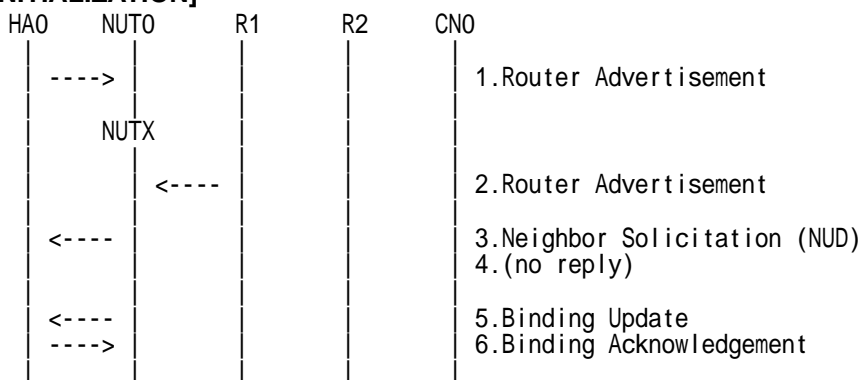 HA0 NUT0 R1 R2 CN0
----> 1.Router Advertisement
NUTX
<---- 2.Router Advertisement
<---- 3.Neighbor Solicitation (NUD)
4.(no reply)
<---- 5.Binding Update
----> 6.Binding Acknowledgement